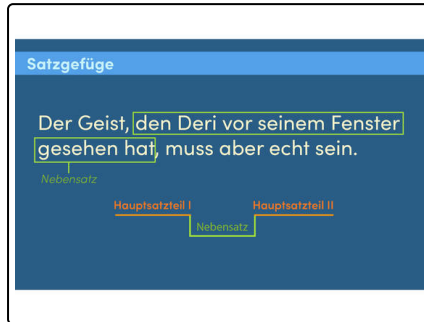 Satzgefüge
Der Geist, den Deri vor seinem Fenster
gesehen hat, muss aber echt sein.
Nebensatz
Hauptsatzteil I
Hauptsatzteil II
Nebensatz